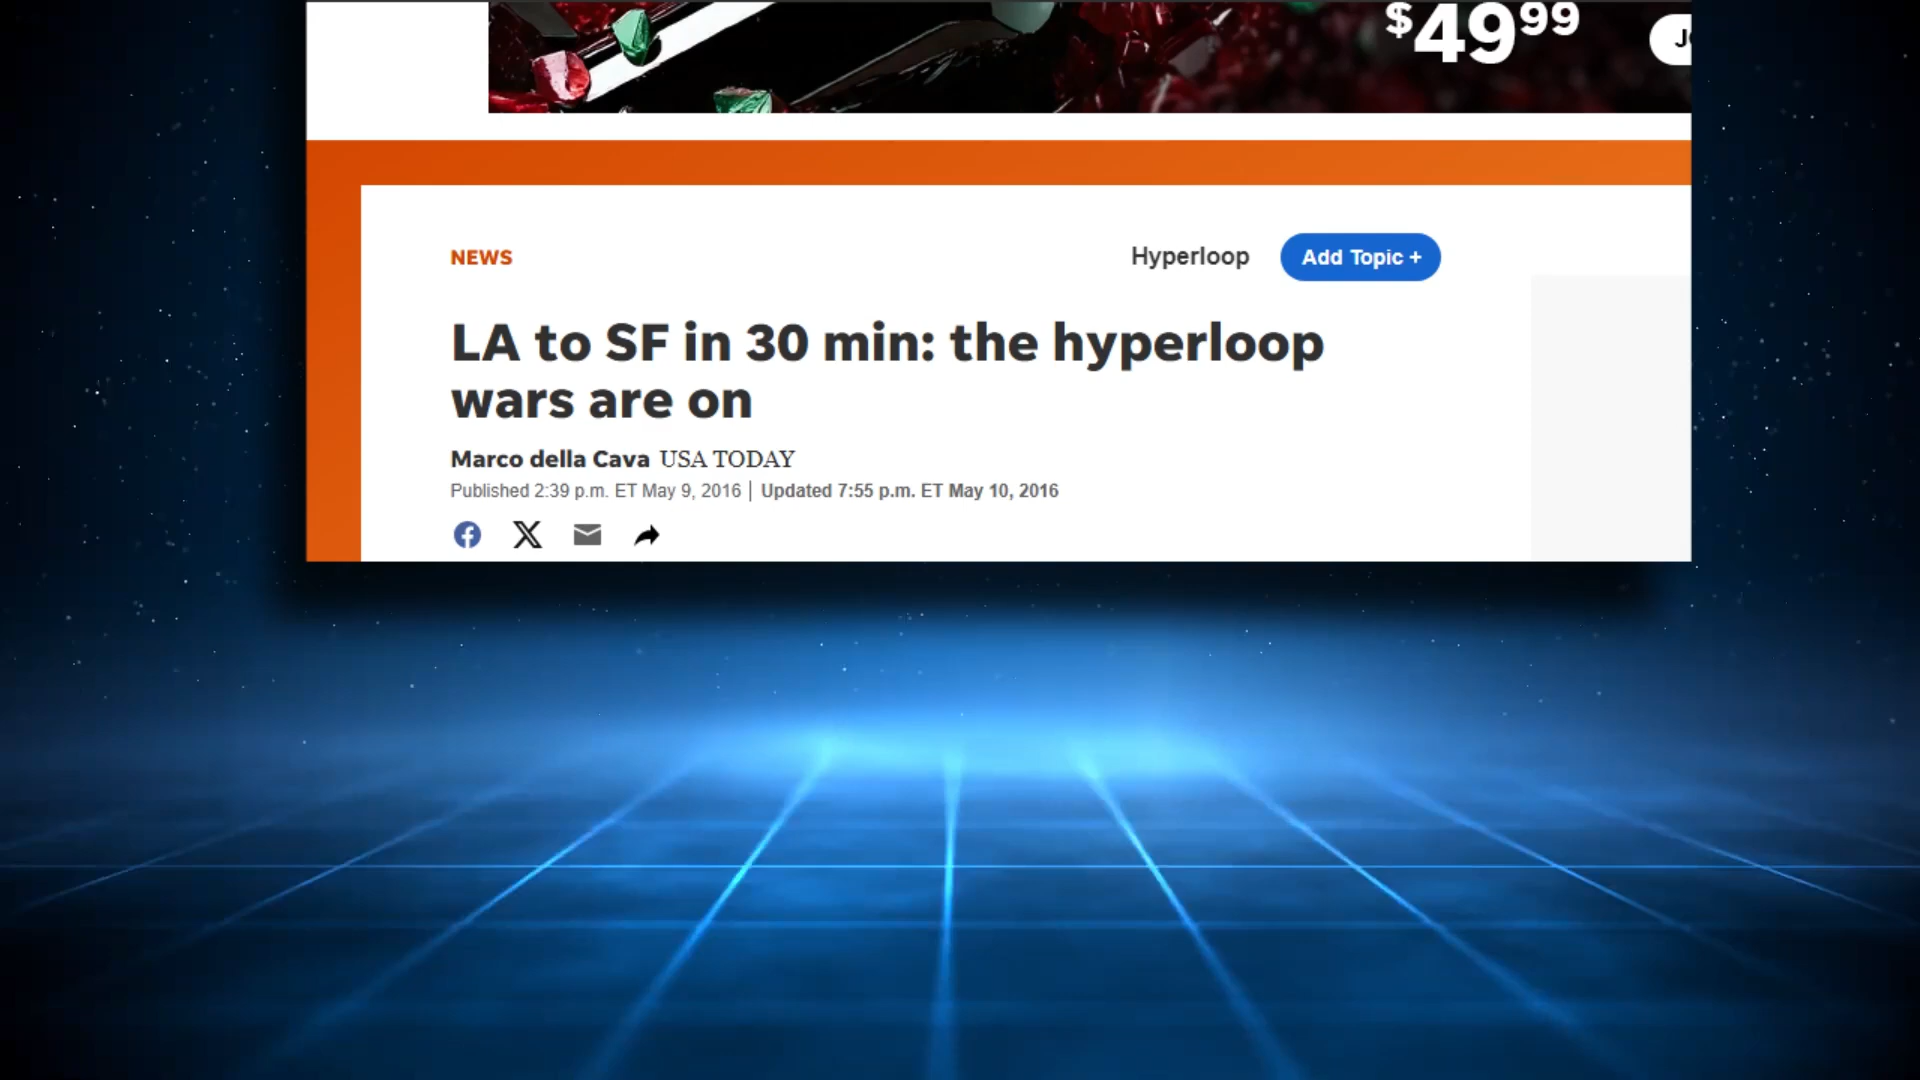 $49⁹⁹
NEWS
Hyperloop
Add Topic +
LA to SF in 30 min: the hyperloop
wars are on
Marco della Cava USA TODAY
Published 2:39 p.m. ET May 9, 2016 | Updated 7:55 p.m. ET May 10, 2016